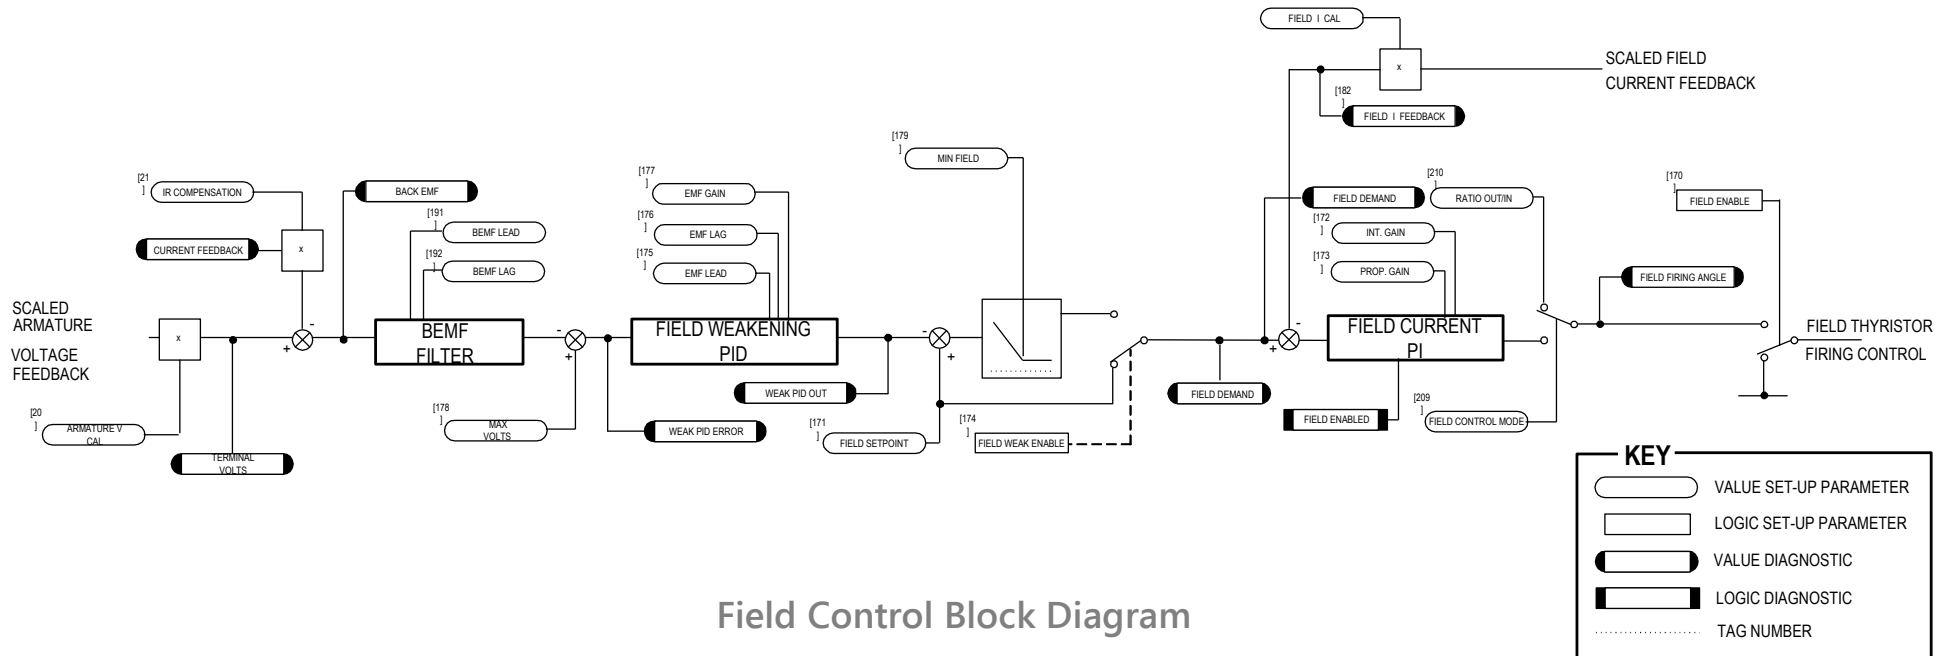 FIELD I CAL
x
SCALED FIELD
CURRENT FEEDBACK
[182
]
FIELD I FEEDBACK
[179
]
MIN FIELD
[21
]
IR COMPENSATION
BACK EMF
[177
]
EMF GAIN
[170
]
FIELD ENABLE
FIELD DEMAND
[210
]
RATIO OUT/IN
[191
]
BEMF LEAD
[176
]
EMF LAG
[172
]
INT. GAIN
CURRENT FEEDBACK
x
[192
]
BEMF LAG
[175
]
EMF LEAD
[173
]
PROP. GAIN
FIELD FIRING ANGLE
SCALED
ARMATURE
VOLTAGE
FEEDBACK
x
-
+
BEMF
FILTER
-
+
FIELD WEAKENING
PID
-
+
-
+
FIELD CURRENT
PI
FIELD THYRISTOR
FIRING CONTROL
WEAK PID OUT
FIELD DEMAND
[20
]
ARMATURE V
CAL
TERMINAL
VOLTS
[178
]
MAX
VOLTS
WEAK PID ERROR
[171
]
FIELD SETPOINT
[174
]
FIELD WEAK ENABLE
FIELD ENABLED
[209
]
FIELD CONTROL MODE
KEY
VALUE SET-UP PARAMETER
LOGIC SET-UP PARAMETER
VALUE DIAGNOSTIC
LOGIC DIAGNOSTIC
TAG NUMBER
Field Control Block Diagram